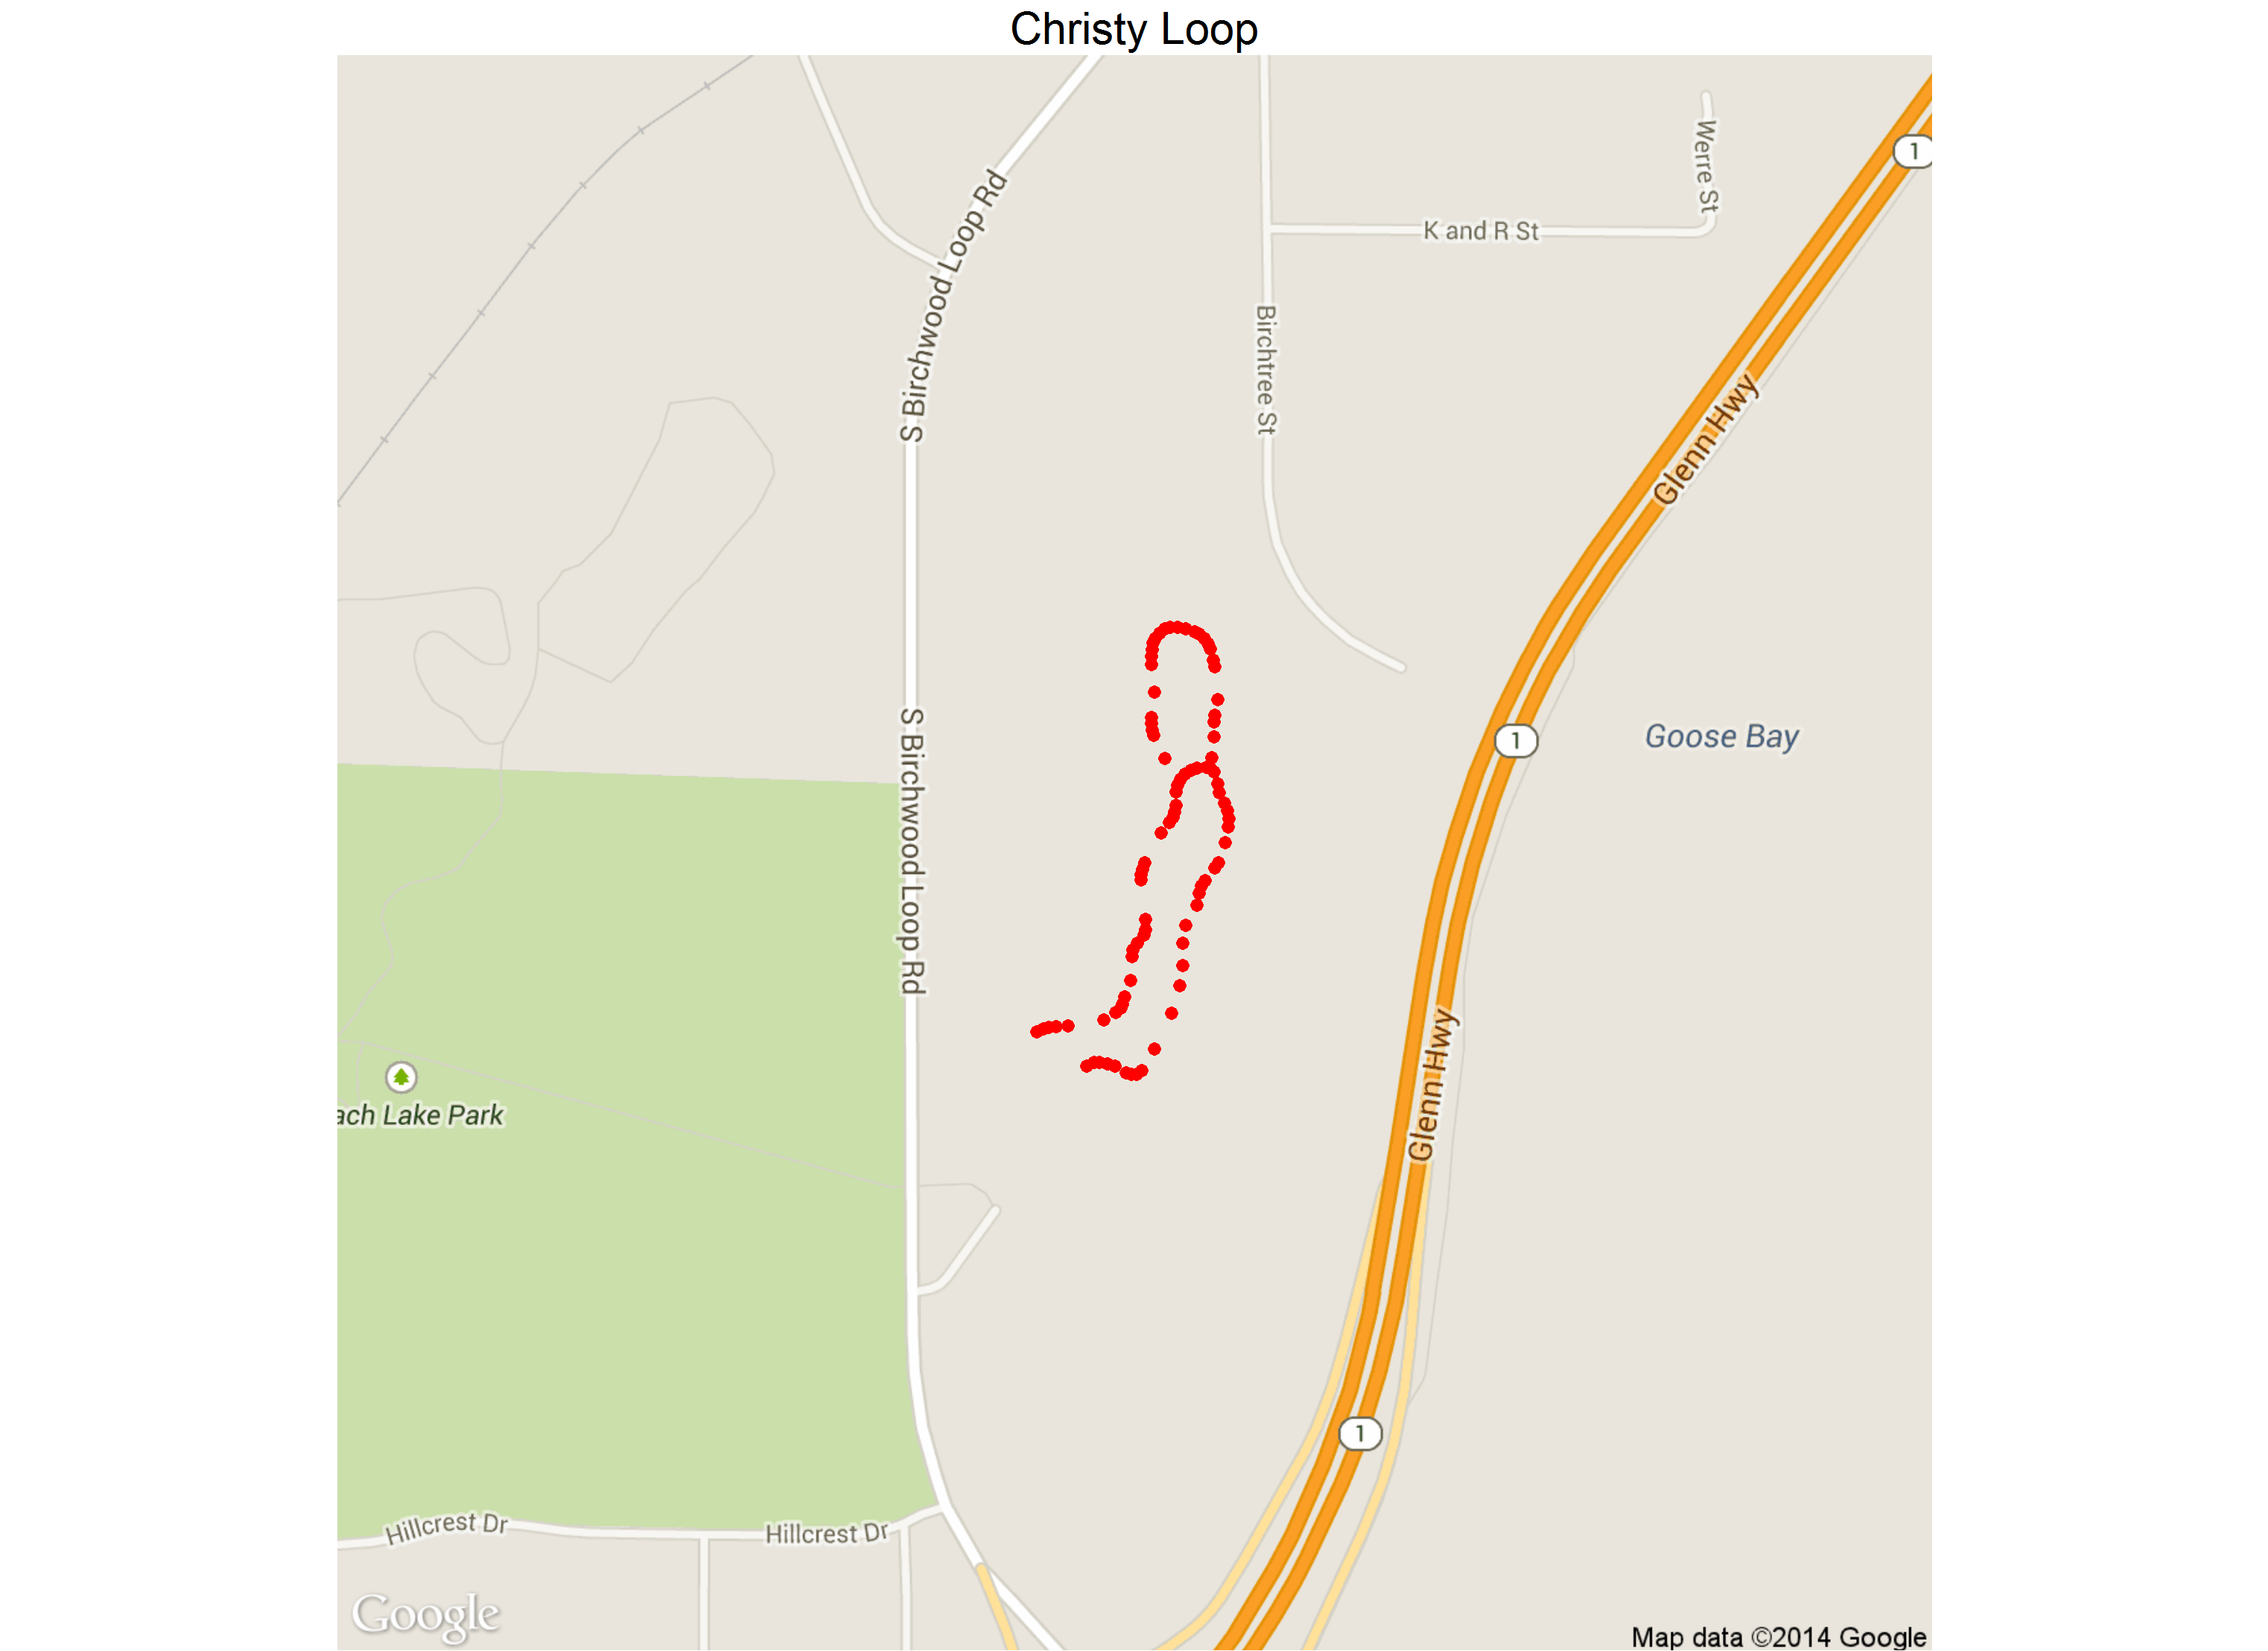 Christy Loop
Werre St
1
S Birchwood Loop Rd
K and R St
Birchtree St
Glenn Hwy
S Birchwood Loop Rd
Goose Bay
1
Glenn Hwy
ach Lake Park
1
Hillcrest Dr
Hillcrest Dr
Google
Map data ©2014 Google